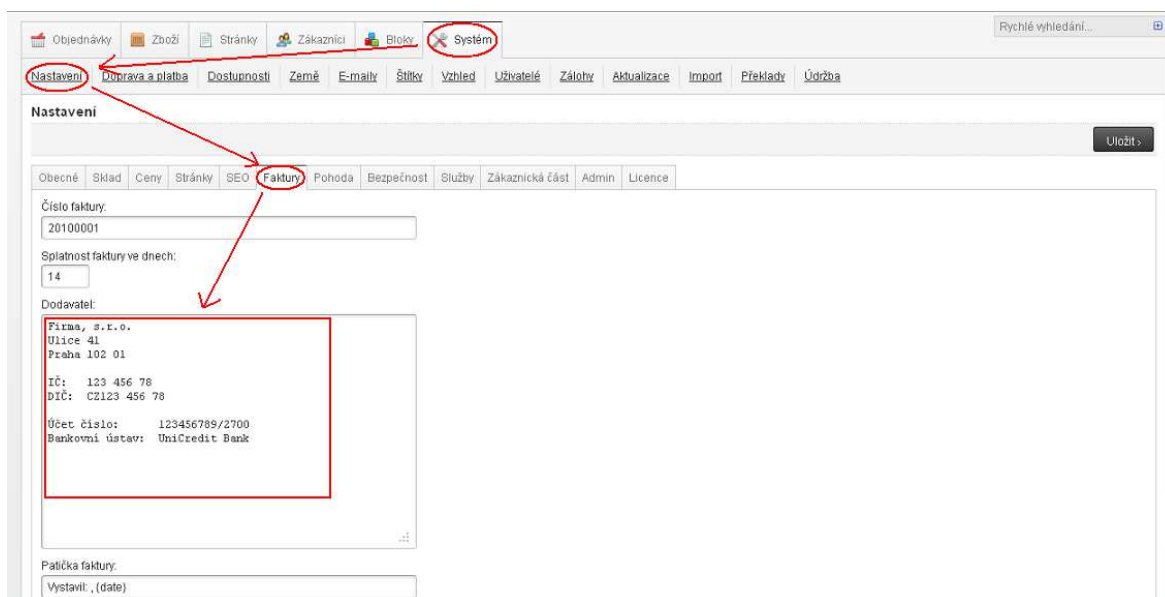 Objednávky Zboží Stránky Zákazníci Bloky Systém Rychlé vyhledání...
Nastavení Doprava a platba Dostupnosti Země E-maily Štítky Vzhled Uživatelé Zálohy Aktualizace Import Překlady Údržba
Nastavení
Uložit ›
Obecné Sklad Ceny Stránky SEO Faktury Pohoda Bezpečnost Služby Zákaznická část Admin Licence
Číslo faktury:
20100001
Splatnost faktury ve dnech:
14
Dodavatel:
Firma, s.r.o.
Ulice 41
Praha 102 01
IČ: 123 456 78
DIČ: CZ123 456 78
Účet číslo: 123456789/2700
Bankovní ústav: UniCredit Bank
Patička faktury:
Vystavil: , {date}